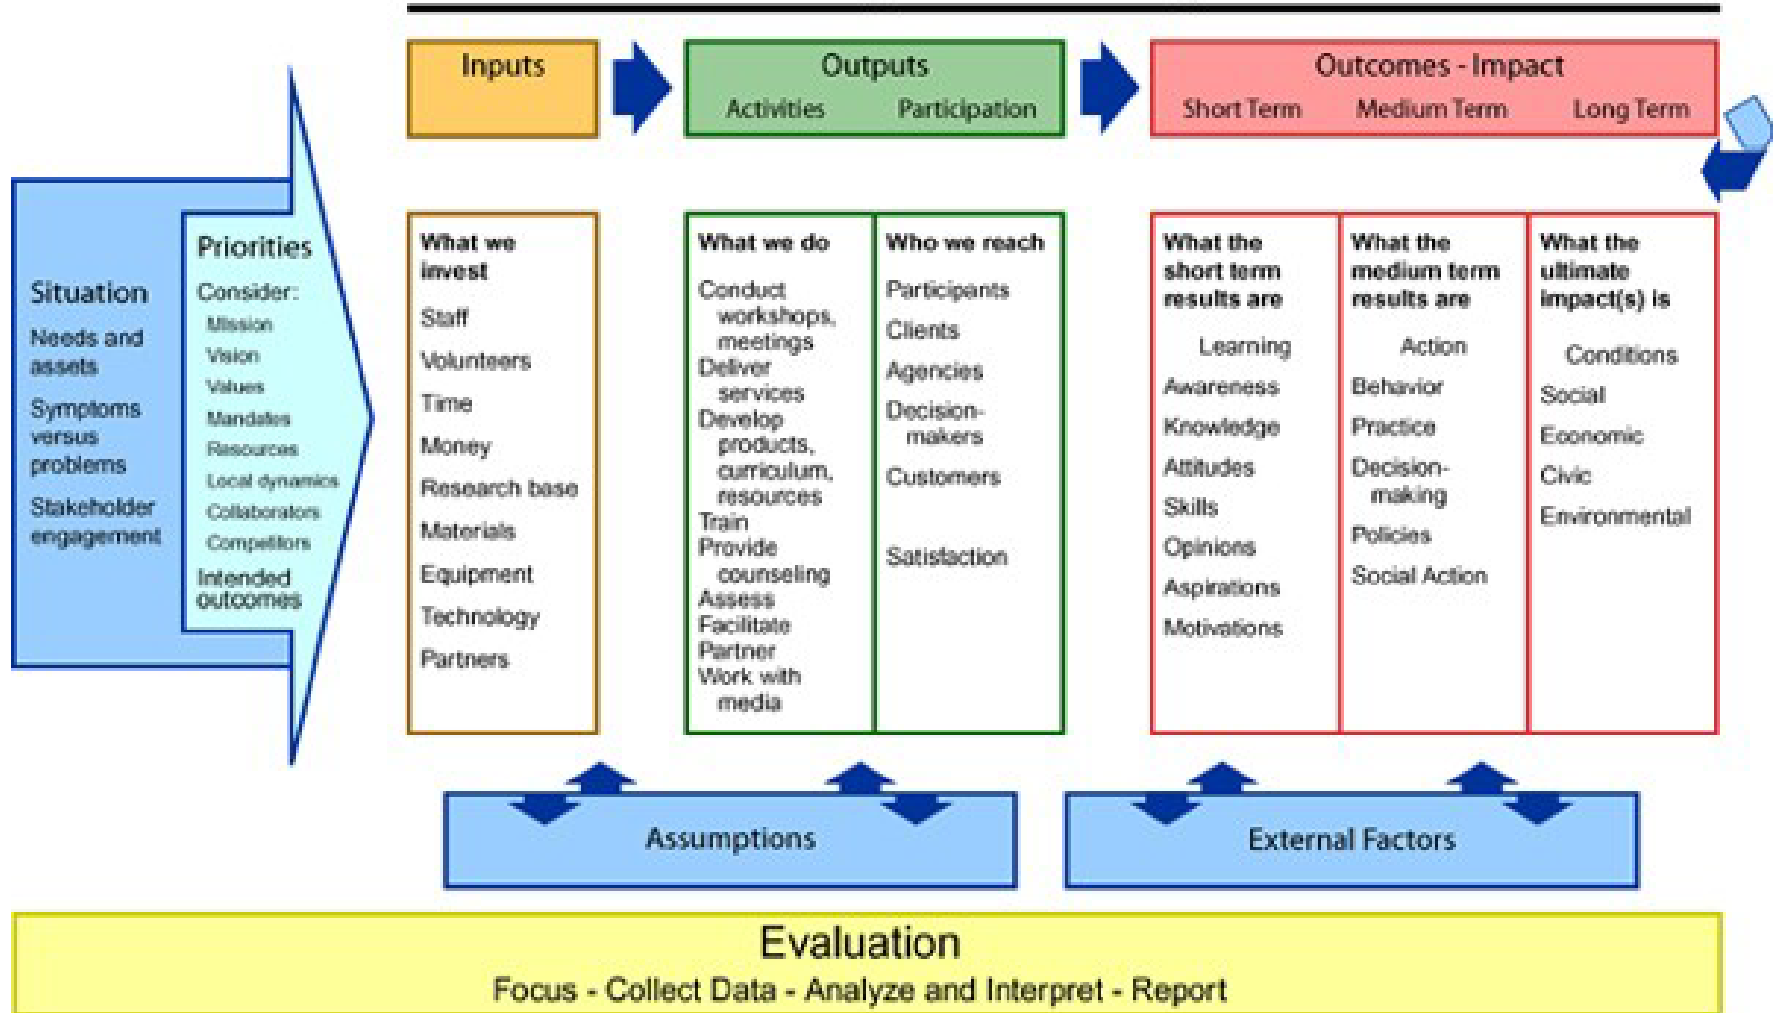 Inputs
Outputs
Activities
Participation
Outcomes - Impact
Short Term
Medium Term
Long Term
Situation
Needs and
assets
Symptoms
versus
problems
Stakeholder
engagement
Priorities
Consider:
Mission
Vision
Values
Mandates
Resources
Local dynamics
Collaborators
Competitors
Intended
outcomes
What we
invest
Staff
Volunteers
Time
Money
Research base
Materials
Equipment
Technology
Partners
What we do
Conduct
workshops,
meetings
Deliver
services
Develop
products,
curriculum,
resources
Train
Provide
counseling
Assess
Facilitate
Partner
Work with
media
Who we reach
Participants
Clients
Agencies
Decision-
makers
Customers
Satisfaction
What the
short term
results are
Learning
Awareness
Knowledge
Attitudes
Skills
Opinions
Aspirations
Motivations
What the
medium term
results are
Action
Behavior
Practice
Decision-
making
Policies
Social Action
What the
ultimate
impact(s) is
Conditions
Social
Economic
Civic
Environmental
Assumptions
External Factors
Evaluation
Focus - Collect Data - Analyze and Interpret - Report